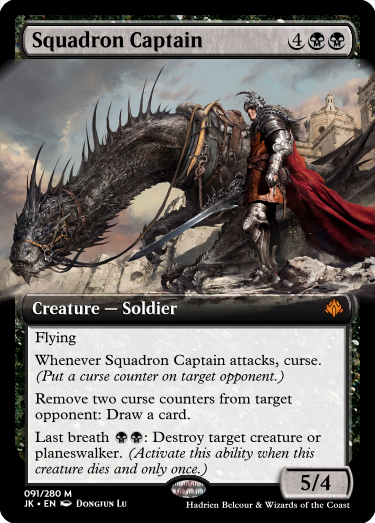 Squadron Captain 4
Creature — Soldier
Flying
Whenever Squadron Captain attacks, curse.
(Put a curse counter on target opponent.)
Remove two curse counters from target
opponent: Draw a card.
Last breath : Destroy target creature or
planeswalker. (Activate this ability when this
creature dies and only once.)
5/4
091/280 M
JK • EN Dongjun Lu
Hadrien Belcour & Wizards of the Coast